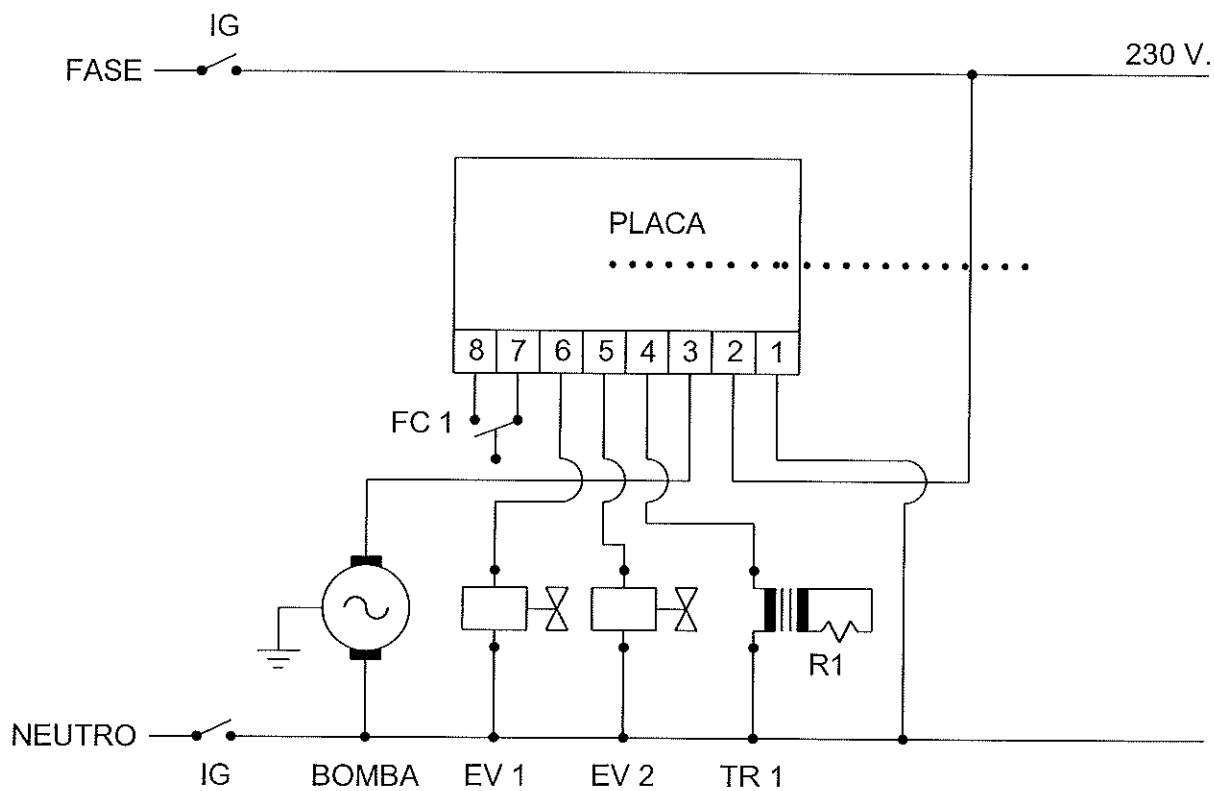 IG
FASE
230 V.
PLACA
8 7 6 5 4 3 2 1
FC 1
R1
NEUTRO
IG BOMBA EV 1 EV 2 TR 1